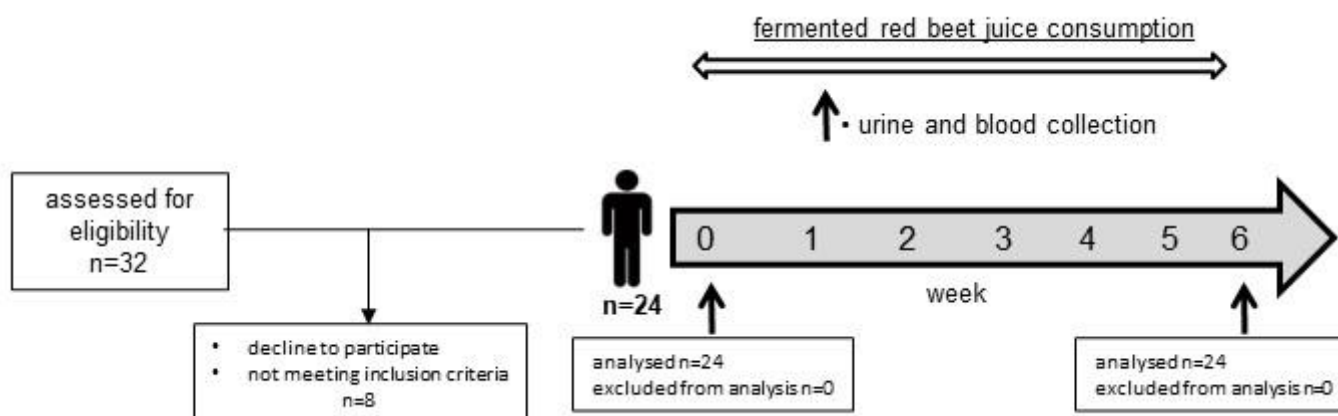 fermented red beet juice consumption
• urine and blood collection
assessed for
eligibility
n=32
n=24
0 1 2 3 4 5 6
week
• decline to participate
• not meeting inclusion criteria
n=8
analysed n=24
excluded from analysis n=0
analysed n=24
excluded from analysis n=0